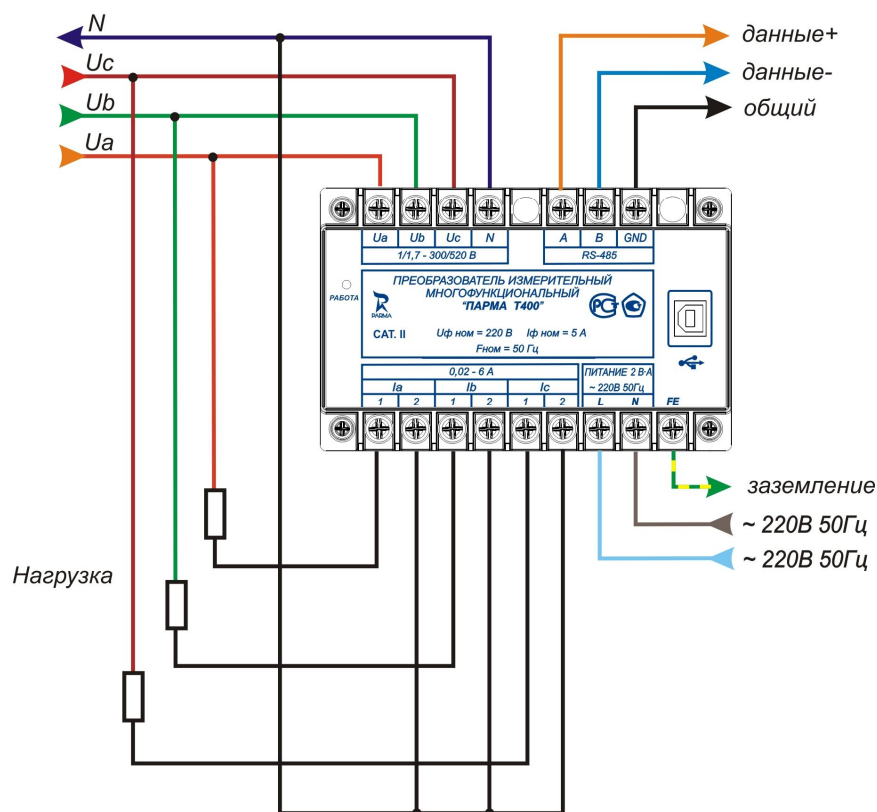 N
Uc
Ub
Ua
данные+
данные-
общий
Ua Ub Uc N A B GND
1/1,7 - 300/520 В RS-485
РАБОТА
ПРЕОБРАЗОВАТЕЛЬ ИЗМЕРИТЕЛЬНЫЙ
МНОГОФУНКЦИОНАЛЬНЫЙ
"ПАРМА Т400"
PARMA
РСТ
CAT. II Uф ном = 220 В Iф ном = 5 А
Fном = 50 Гц
0,02 - 6 А ПИТАНИЕ 2 В·А
Ia Ib Ic ~ 220В 50Гц
1 2 1 2 1 2 L N FE
заземление
~ 220В 50Гц
~ 220В 50Гц
Нагрузка